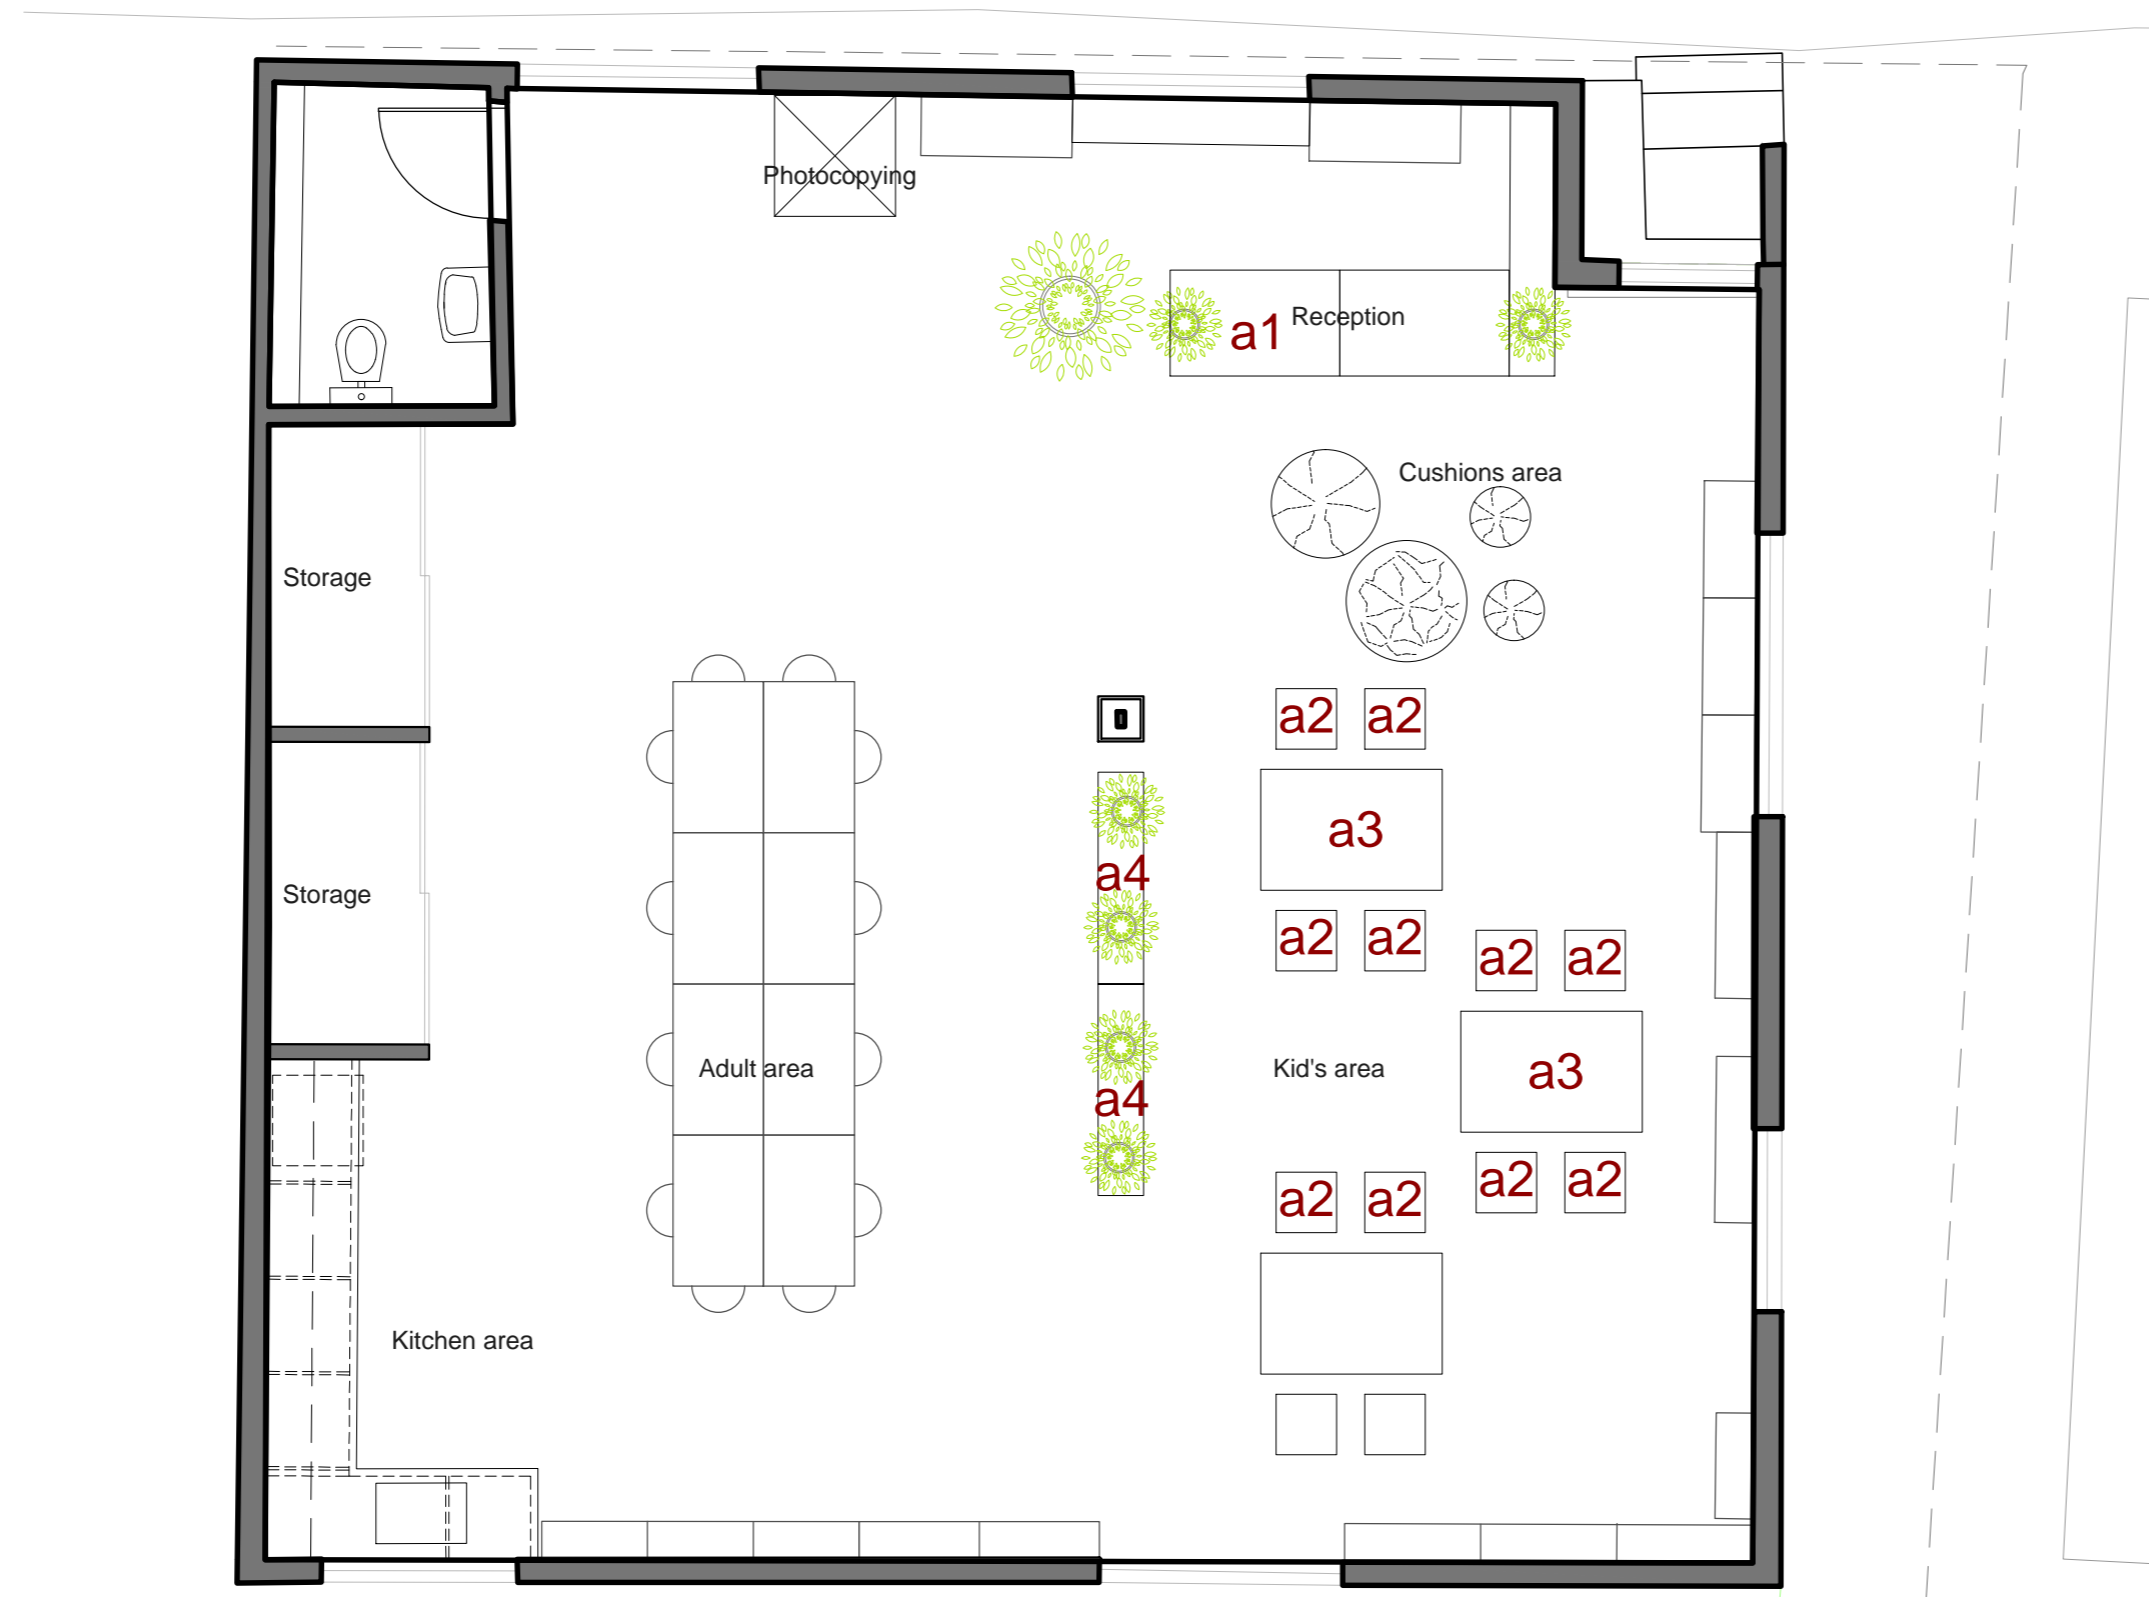 Photocopying
a1
Reception
Cushions area
Storage
a2 a2
a3
a4
Storage
a2 a2
a2 a2
Adult area
Kid's area
a3
a4
a2 a2
a2 a2
Kitchen area